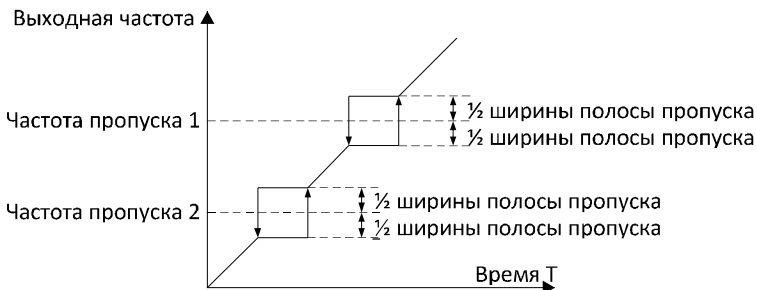 Выходная частота
Частота пропуска 1
½ ширины полосы пропуска
½ ширины полосы пропуска
Частота пропуска 2
½ ширины полосы пропуска
½ ширины полосы пропуска
Время T